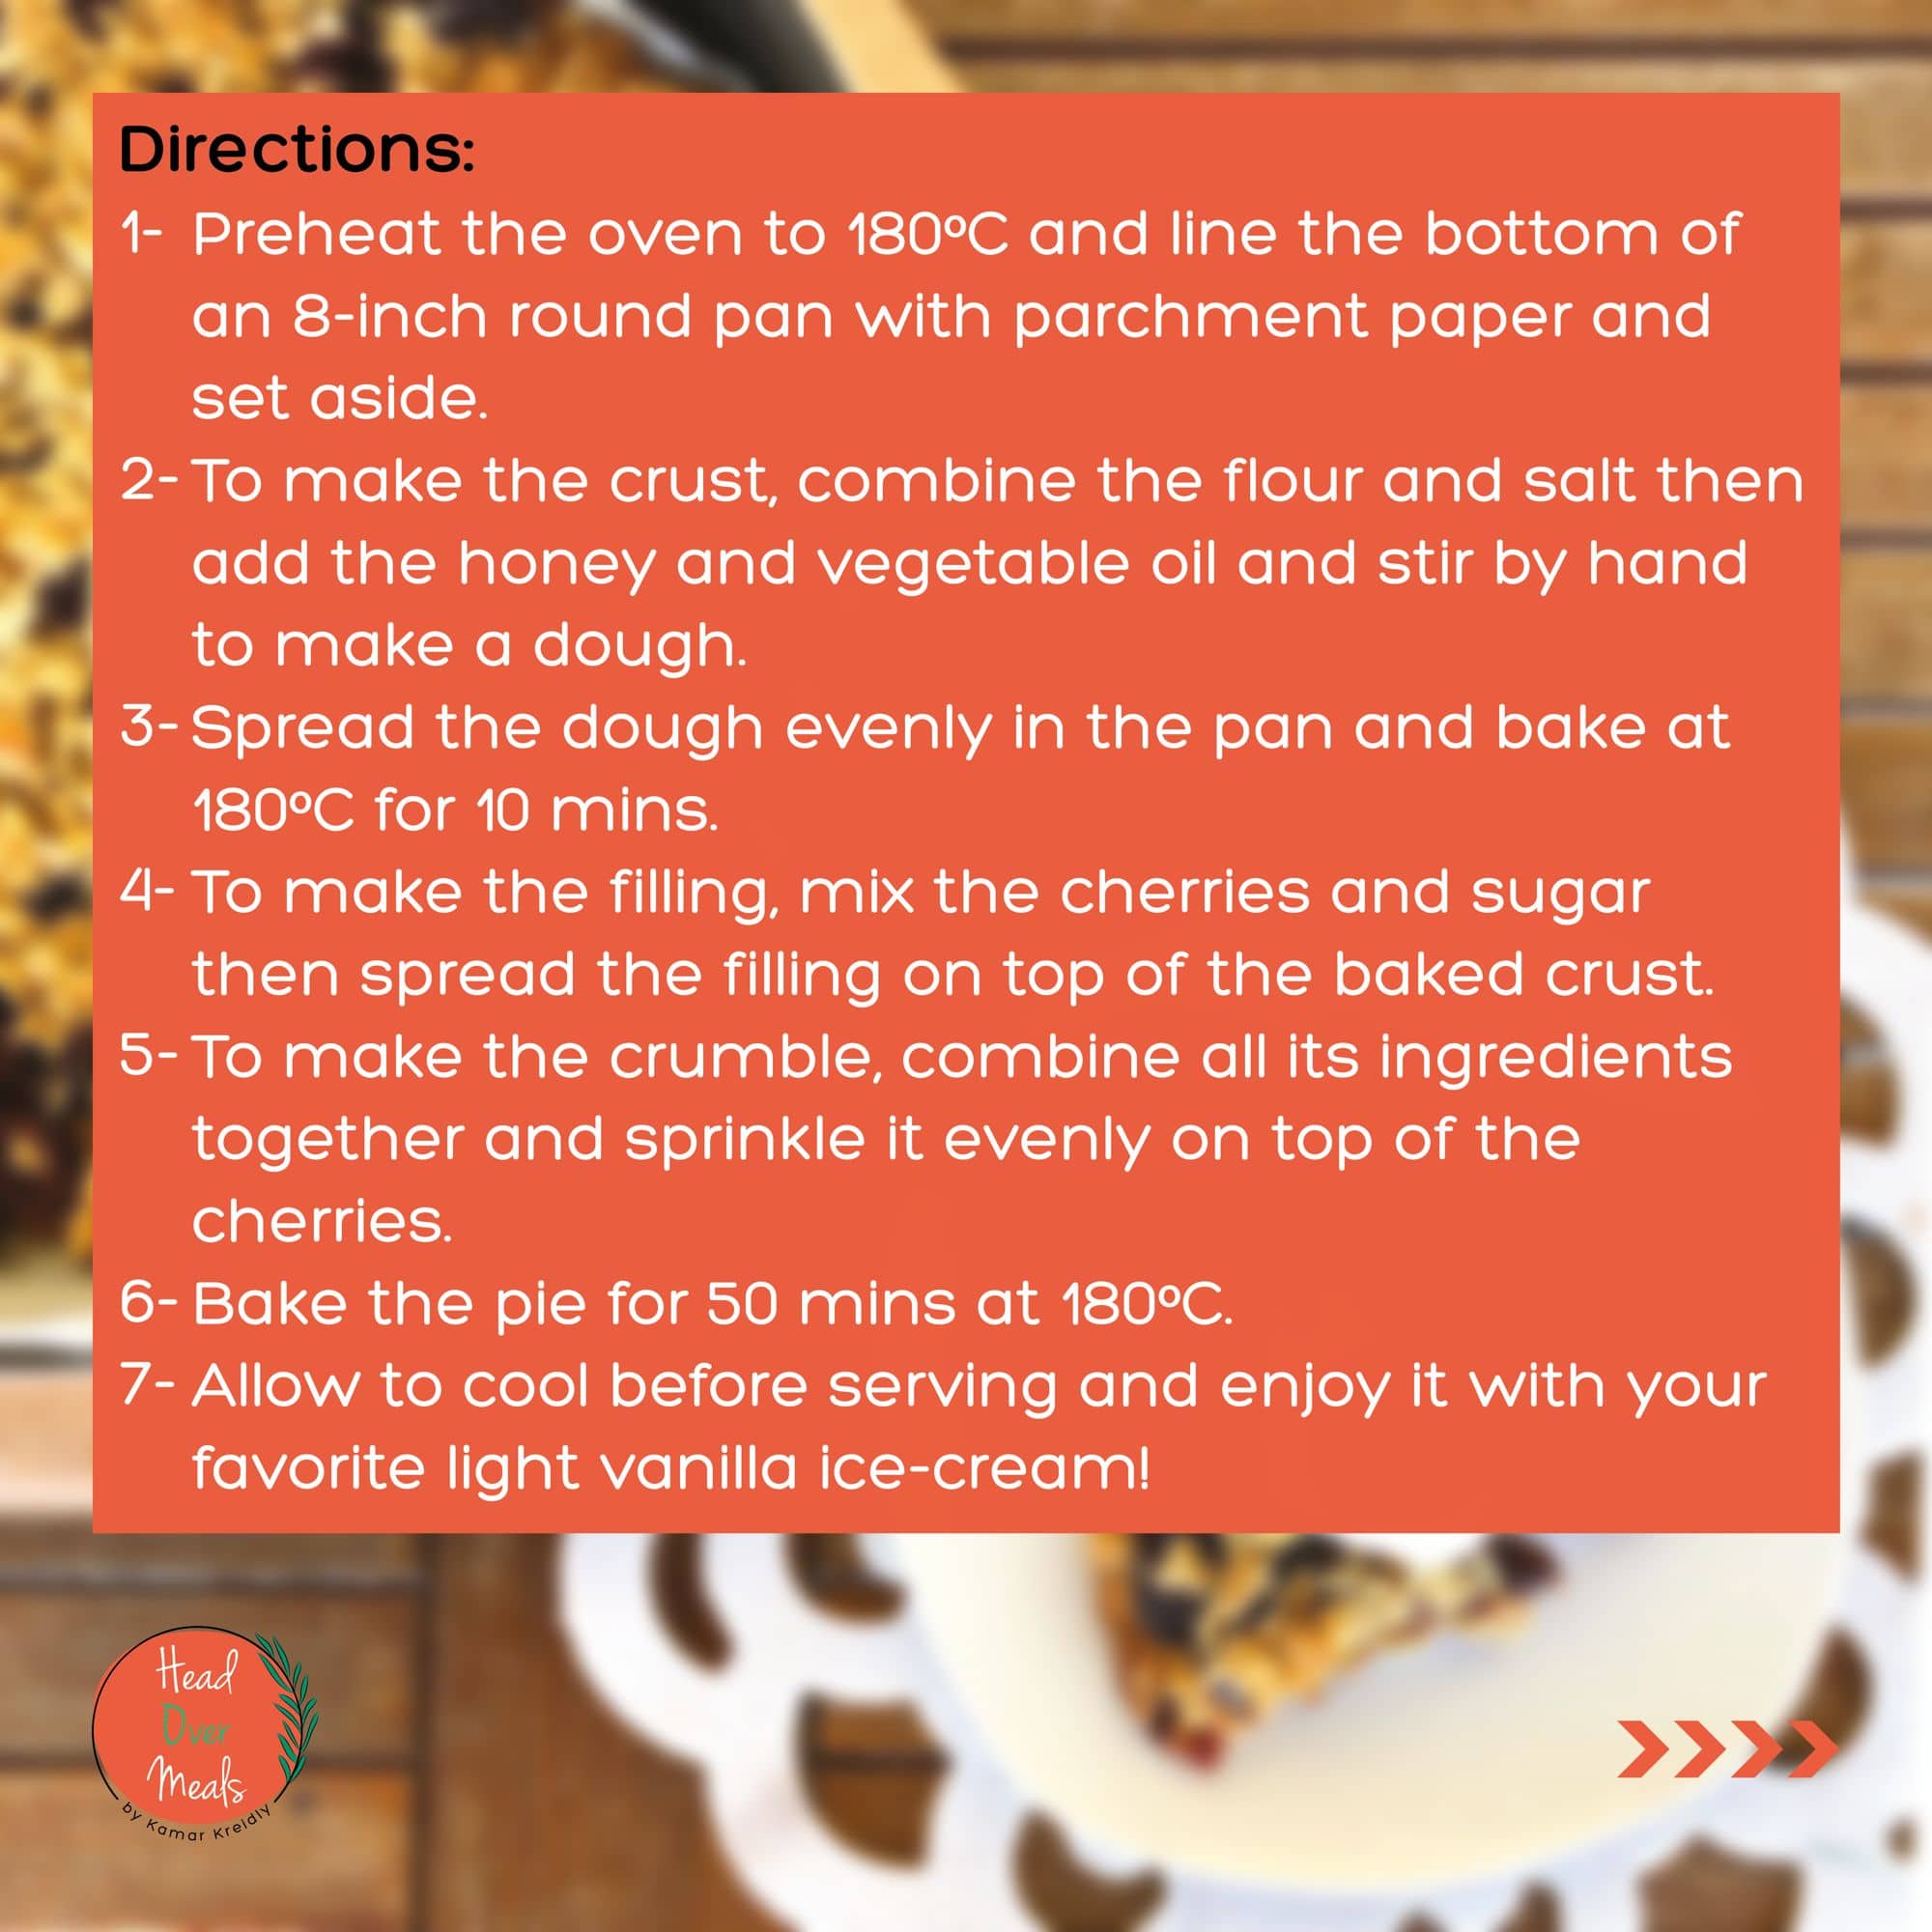 Directions:
1- Preheat the oven to 180ºC and line the bottom of
an 8-inch round pan with parchment paper and
set aside.
2- To make the crust, combine the flour and salt then
add the honey and vegetable oil and stir by hand
to make a dough.
3- Spread the dough evenly in the pan and bake at
180ºC for 10 mins.
4- To make the filling, mix the cherries and sugar
then spread the filling on top of the baked crust.
5- To make the crumble, combine all its ingredients
together and sprinkle it evenly on top of the
cherries.
6- Bake the pie for 50 mins at 180ºC.
7- Allow to cool before serving and enjoy it with your
favorite light vanilla ice-cream!
Head
Over
Meals
by Kamar Kreidly